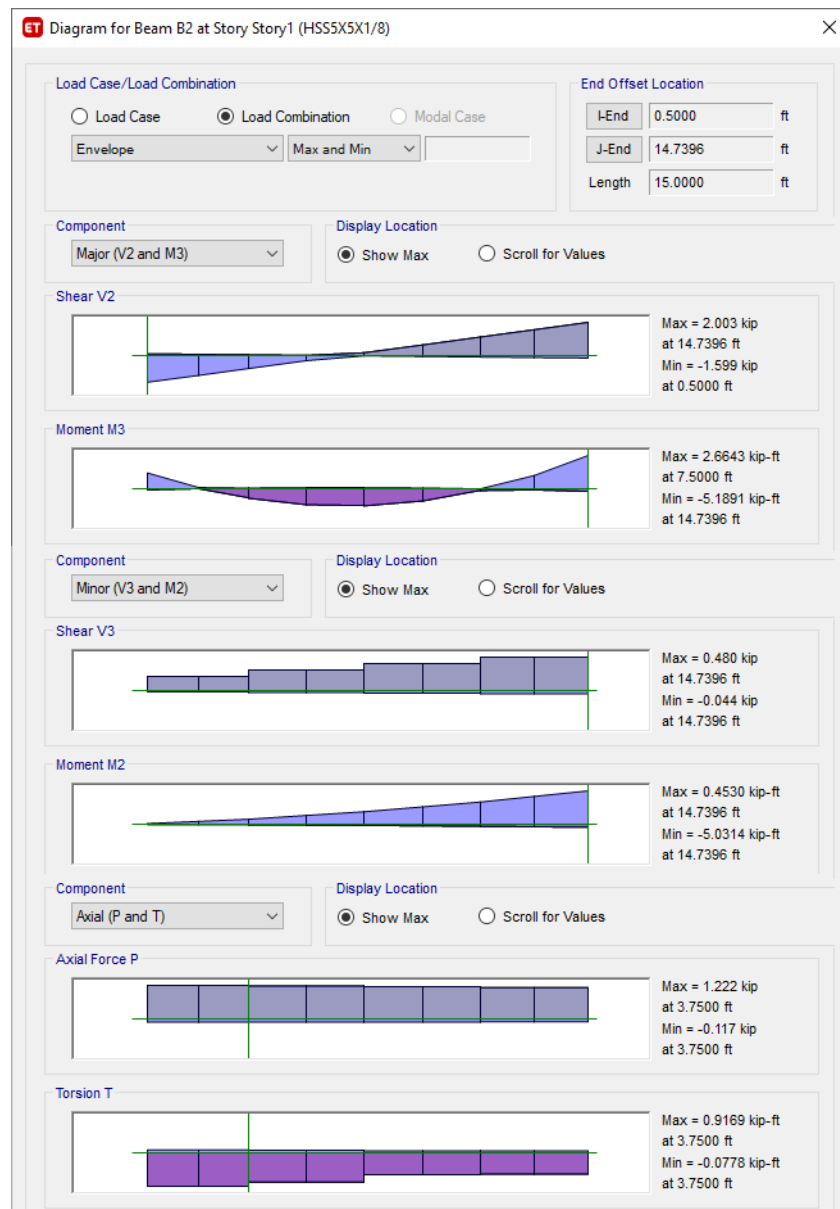 ET Diagram for Beam B2 at Story Story1 (HSS5X5X1/8)
Load Case/Load Combination
Load Case Load Combination Modal Case
Envelope Max and Min
End Offset Location
I-End 0.5000 ft
J-End 14.7396 ft
Length 15.0000 ft
Component
Major (V2 and M3)
Display Location
Show Max Scroll for Values
Shear V2
Max = 2.003 kip
at 14.7396 ft
Min = -1.599 kip
at 0.5000 ft
Moment M3
Max = 2.6643 kip-ft
at 7.5000 ft
Min = -5.1891 kip-ft
at 14.7396 ft
Component
Minor (V3 and M2)
Display Location
Show Max Scroll for Values
Shear V3
Max = 0.480 kip
at 14.7396 ft
Min = -0.044 kip
at 14.7396 ft
Moment M2
Max = 0.4530 kip-ft
at 14.7396 ft
Min = -5.0314 kip-ft
at 14.7396 ft
Component
Axial (P and T)
Display Location
Show Max Scroll for Values
Axial Force P
Max = 1.222 kip
at 3.7500 ft
Min = -0.117 kip
at 3.7500 ft
Torsion T
Max = 0.9169 kip-ft
at 3.7500 ft
Min = -0.0778 kip-ft
at 3.7500 ft